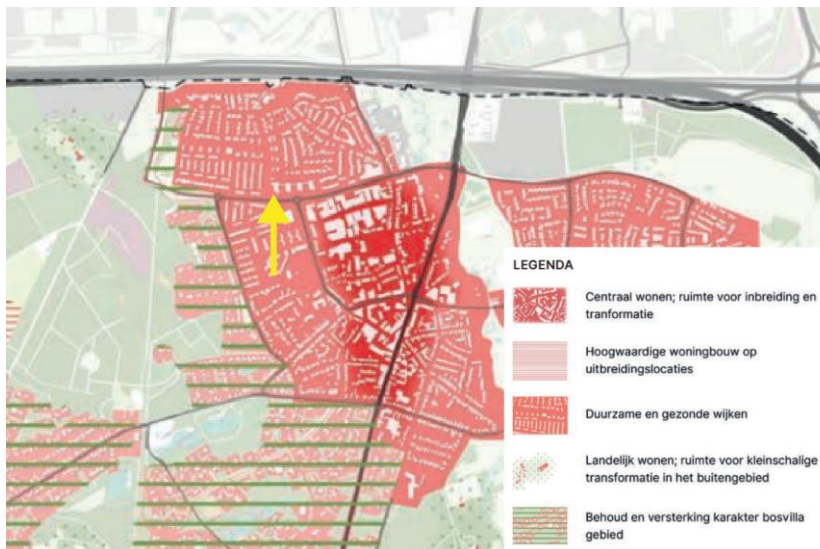 LEGENDA
Centraal wonen; ruimte voor inbreiding en
tranformatie
Hoogwaardige woningbouw op
uitbreidingslocaties
Duurzame en gezonde wijken
Landelijk wonen; ruimte voor kleinschalige
transformatie in het buitengebied
Behoud en versterking karakter bosvilla
gebied